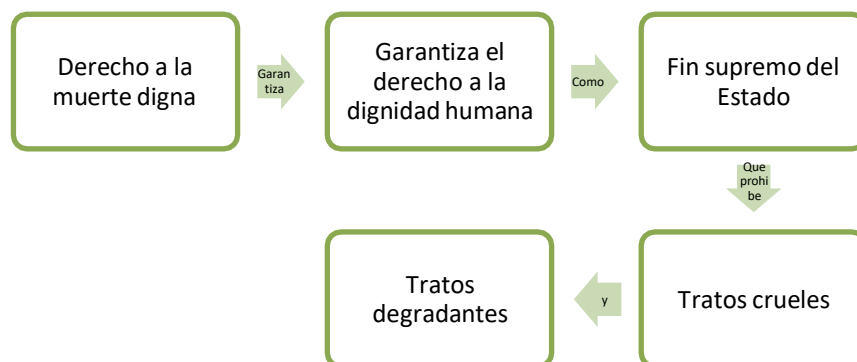 Derecho a la
muerte digna
Garan
tiza
Garantiza el
derecho a la
dignidad humana
Como
Fin supremo del
Estado
Que
prohi
be
Tratos crueles
y
Tratos
degradantes